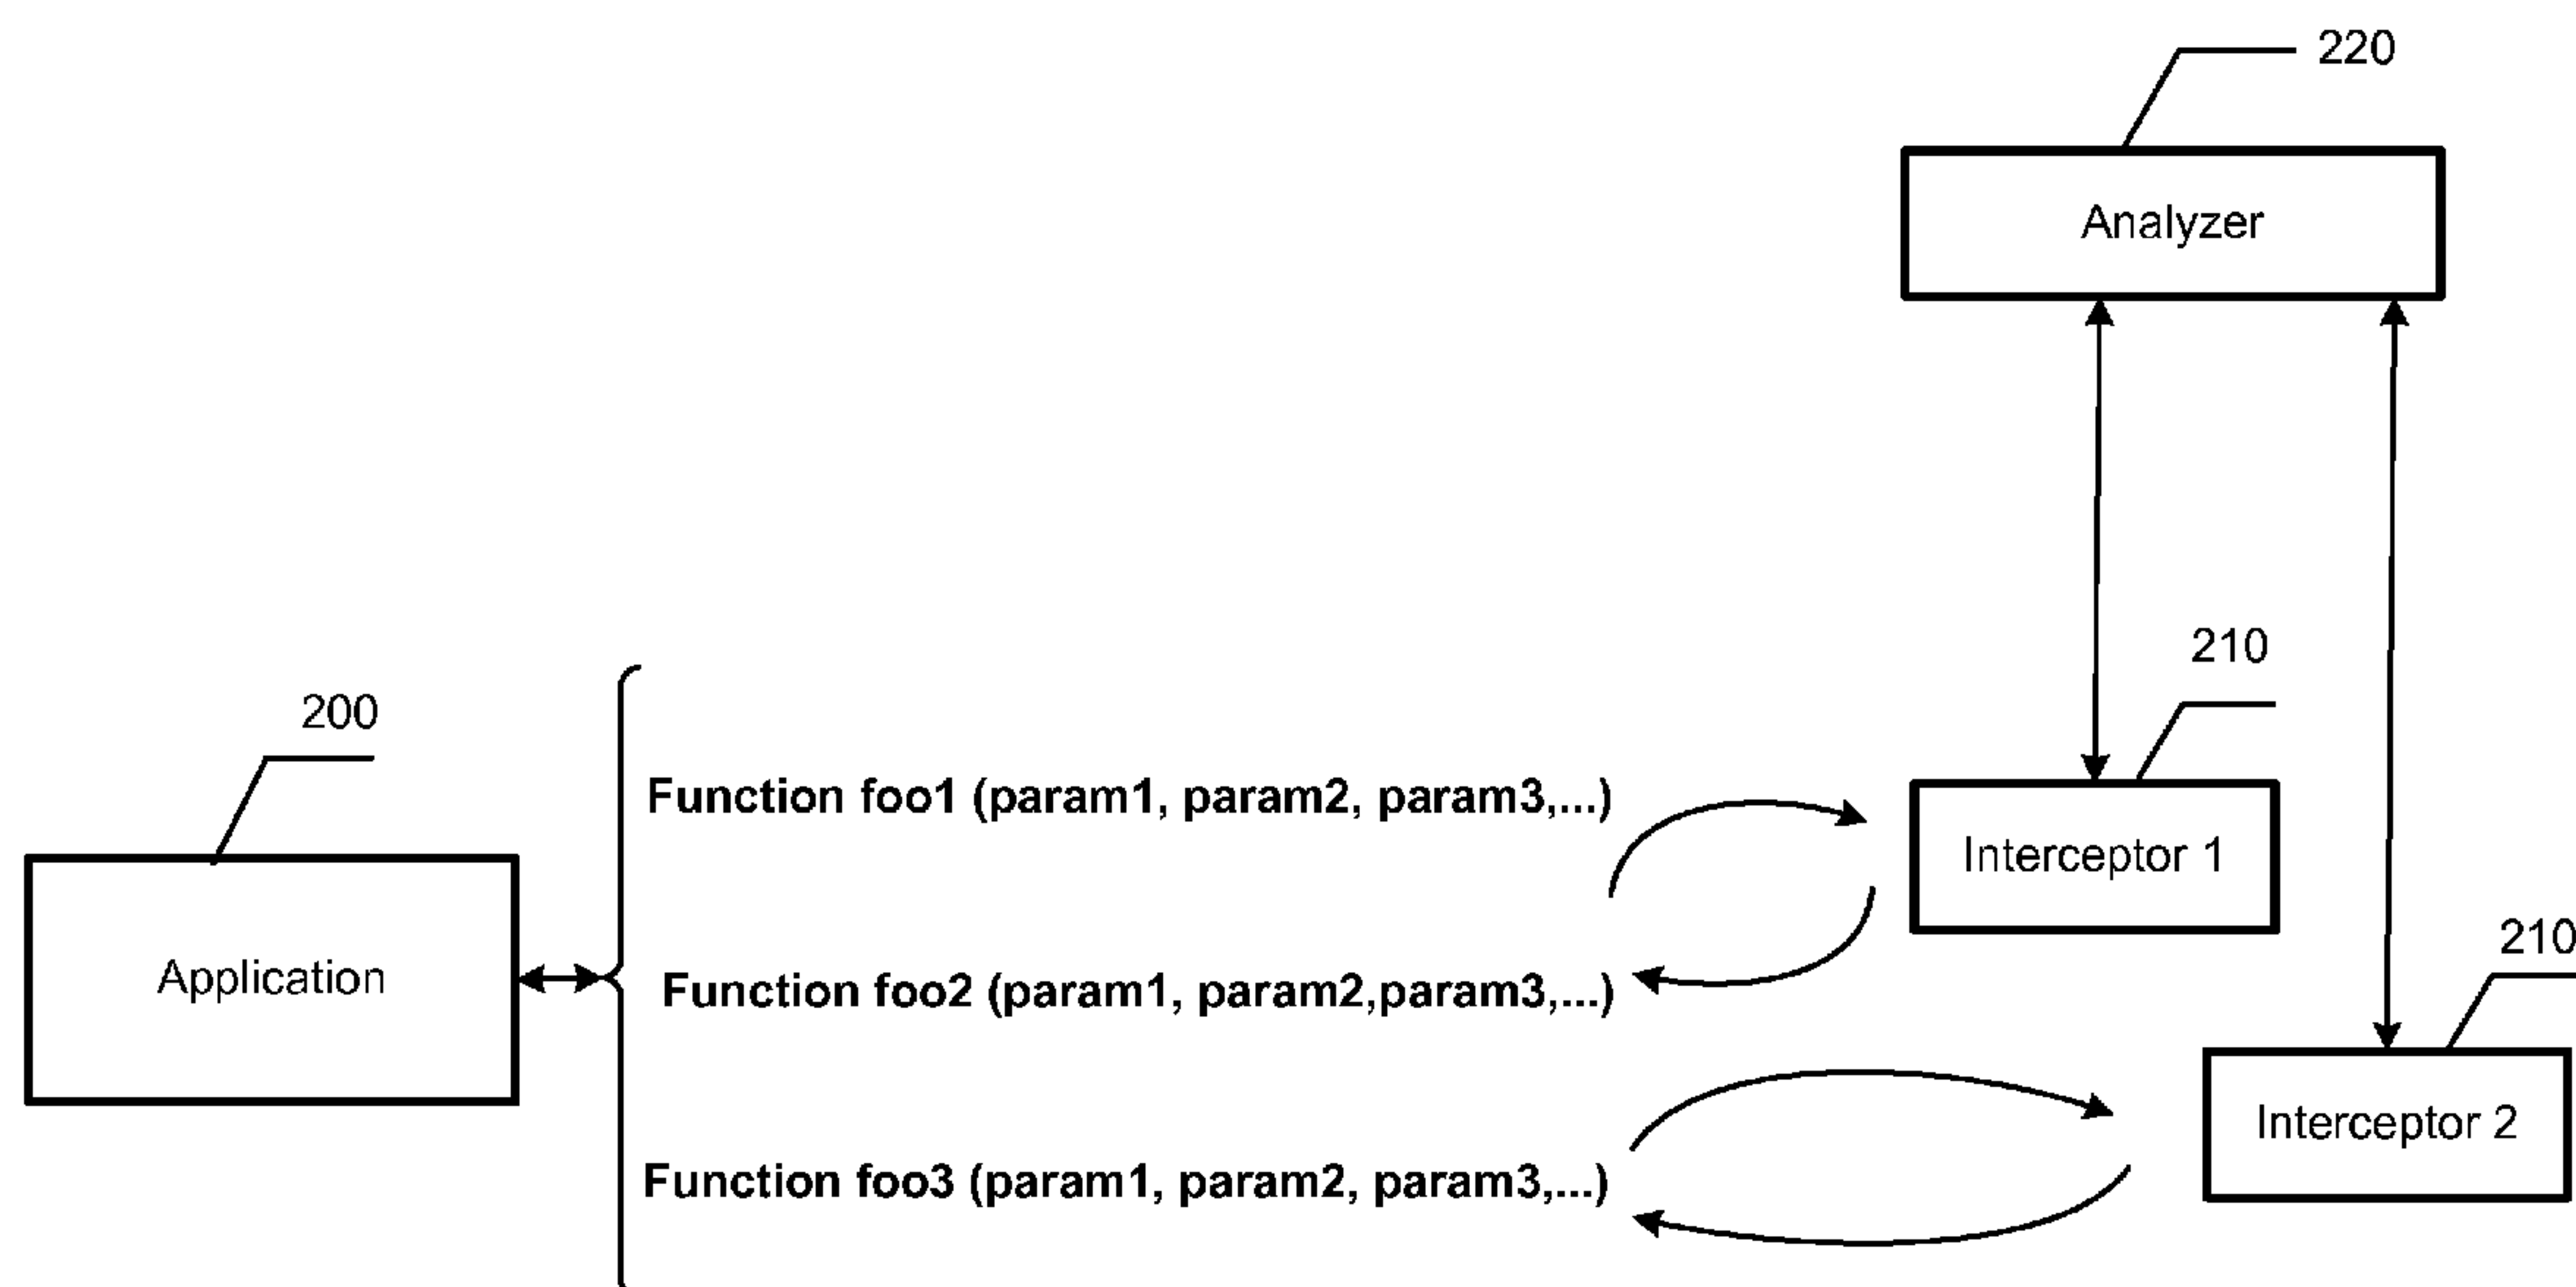 220
Analyzer
210
200
Function foo1 (param1, param2, param3,...)
Interceptor 1
210
Application
Function foo2 (param1, param2,param3,...)
Interceptor 2
Function foo3 (param1, param2, param3,...)